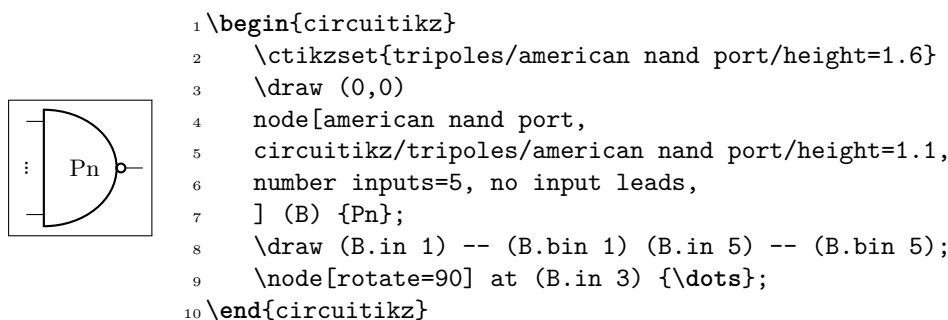 Pn
...
1 \begin{circuitikz}
2     \ctikzset{tripoles/american nand port/height=1.6}
3     \draw (0,0)
4     node[american nand port,
5     circuitikz/tripoles/american nand port/height=1.1,
6     number inputs=5, no input leads,
7     ] (B) {Pn};
8     \draw (B.in 1) -- (B.bin 1) (B.in 5) -- (B.bin 5);
9     \node[rotate=90] at (B.in 3) {\dots};
10 \end{circuitikz}